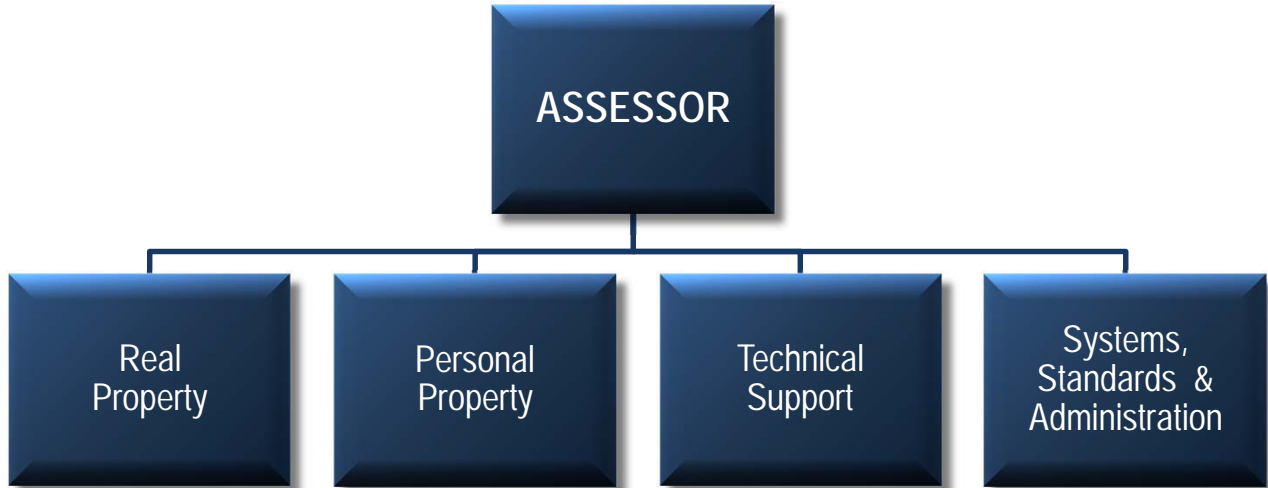 ASSESSOR
Real
Property
Personal
Property
Technical
Support
Systems,
Standards &
Administration